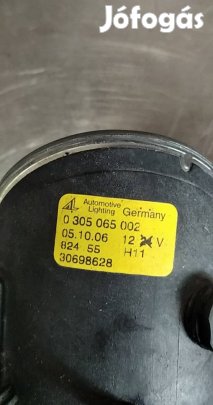 Jófogás
Automotive
Lighting Germany
0 305 065 002
05.10.06 12 V
824 55 H11
30698628